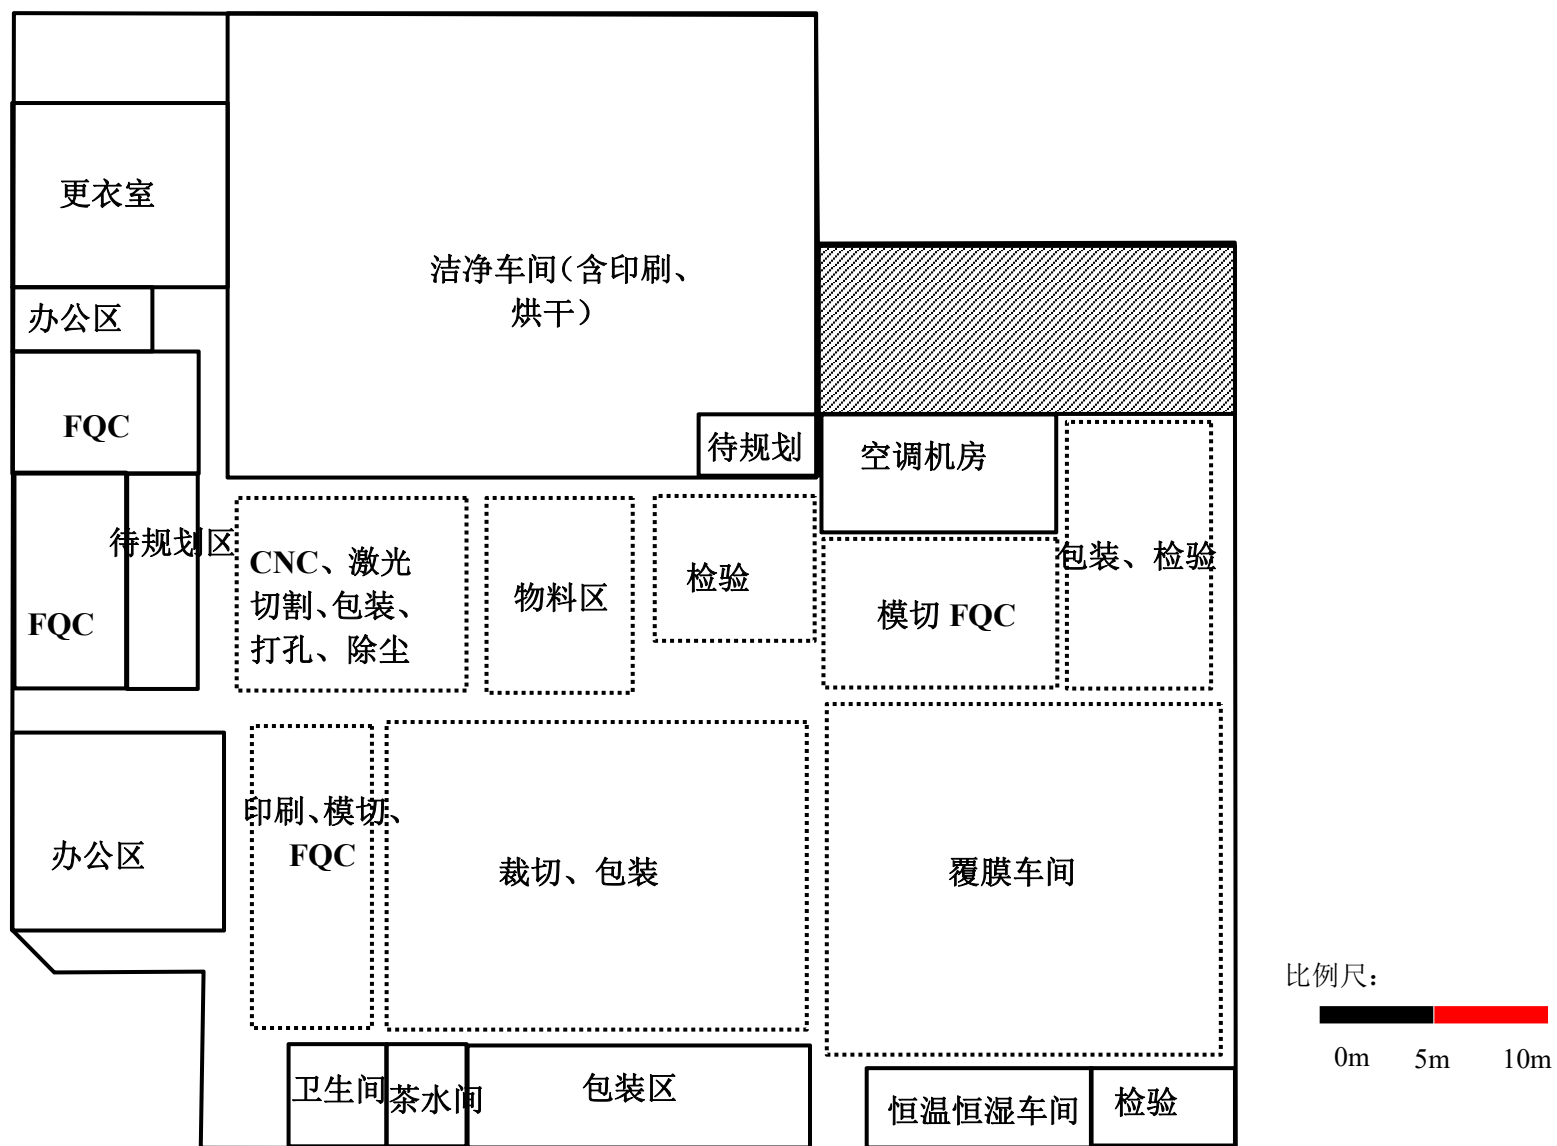 更衣室
洁净车间（含印刷、
烘干）
办公区
FQC
待规划
空调机房
待规划区
FQC
CNC、激光
切割、包装、
打孔、除尘
物料区
检验
模切 FQC
包装、检验
办公区
印刷、模切、
FQC
裁切、包装
覆膜车间
卫生间
茶水间
包装区
恒温恒湿车间
检验
比例尺：
0m
5m
10m